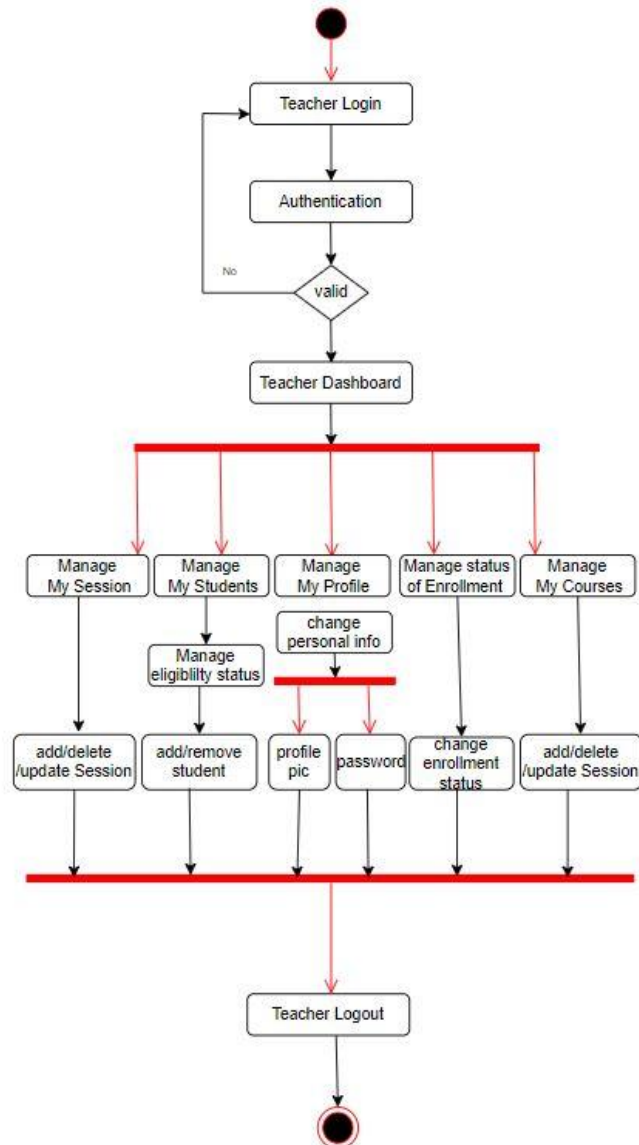 Teacher Login
Authentication
No
valid
Teacher Dashboard
Manage
My Session
Manage
My Students
Manage
My Profile
Manage status
of Enrollment
Manage
My Courses
change
personal info
Manage
eligiblilty status
add/delete
/update Session
add/remove
student
profile
pic
password
change
enrollment
status
add/delete
/update Session
Teacher Logout